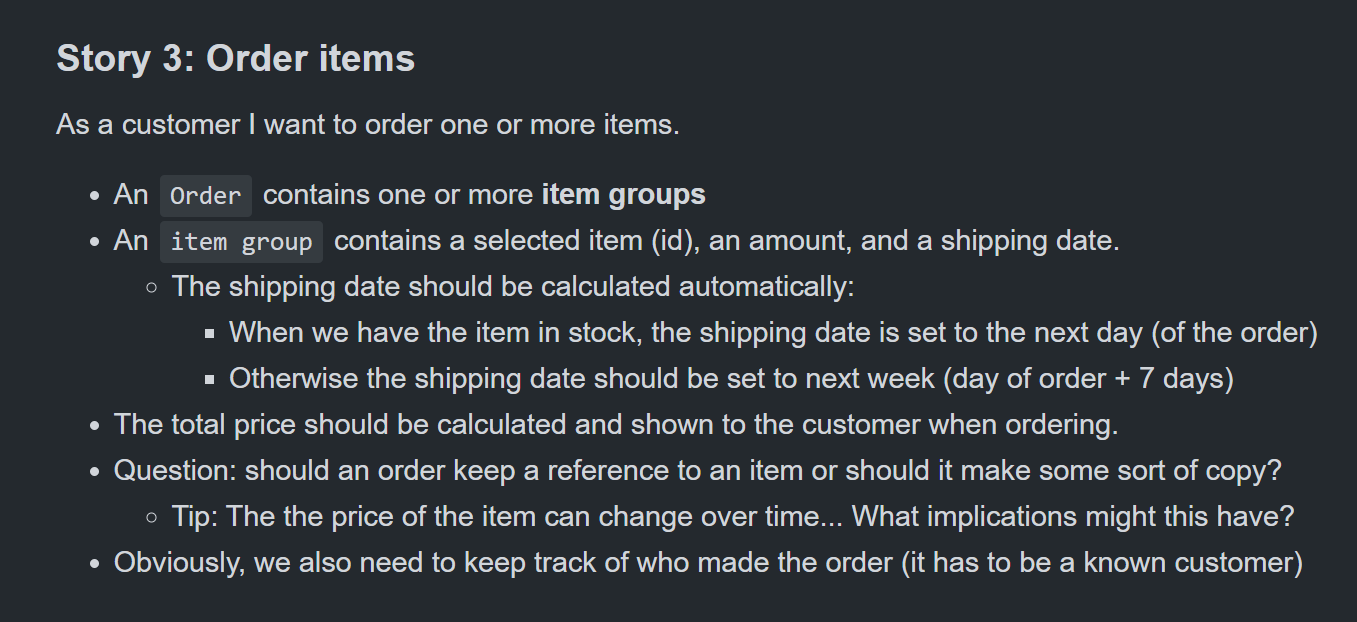 Story 3: Order items
As a customer I want to order one or more items.
An Order contains one or more item groups
An item group contains a selected item (id), an amount, and a shipping date.
The shipping date should be calculated automatically:
When we have the item in stock, the shipping date is set to the next day (of the order)
Otherwise the shipping date should be set to next week (day of order + 7 days)
The total price should be calculated and shown to the customer when ordering.
Question: should an order keep a reference to an item or should it make some sort of copy?
Tip: The the price of the item can change over time... What implications might this have?
Obviously, we also need to keep track of who made the order (it has to be a known customer)